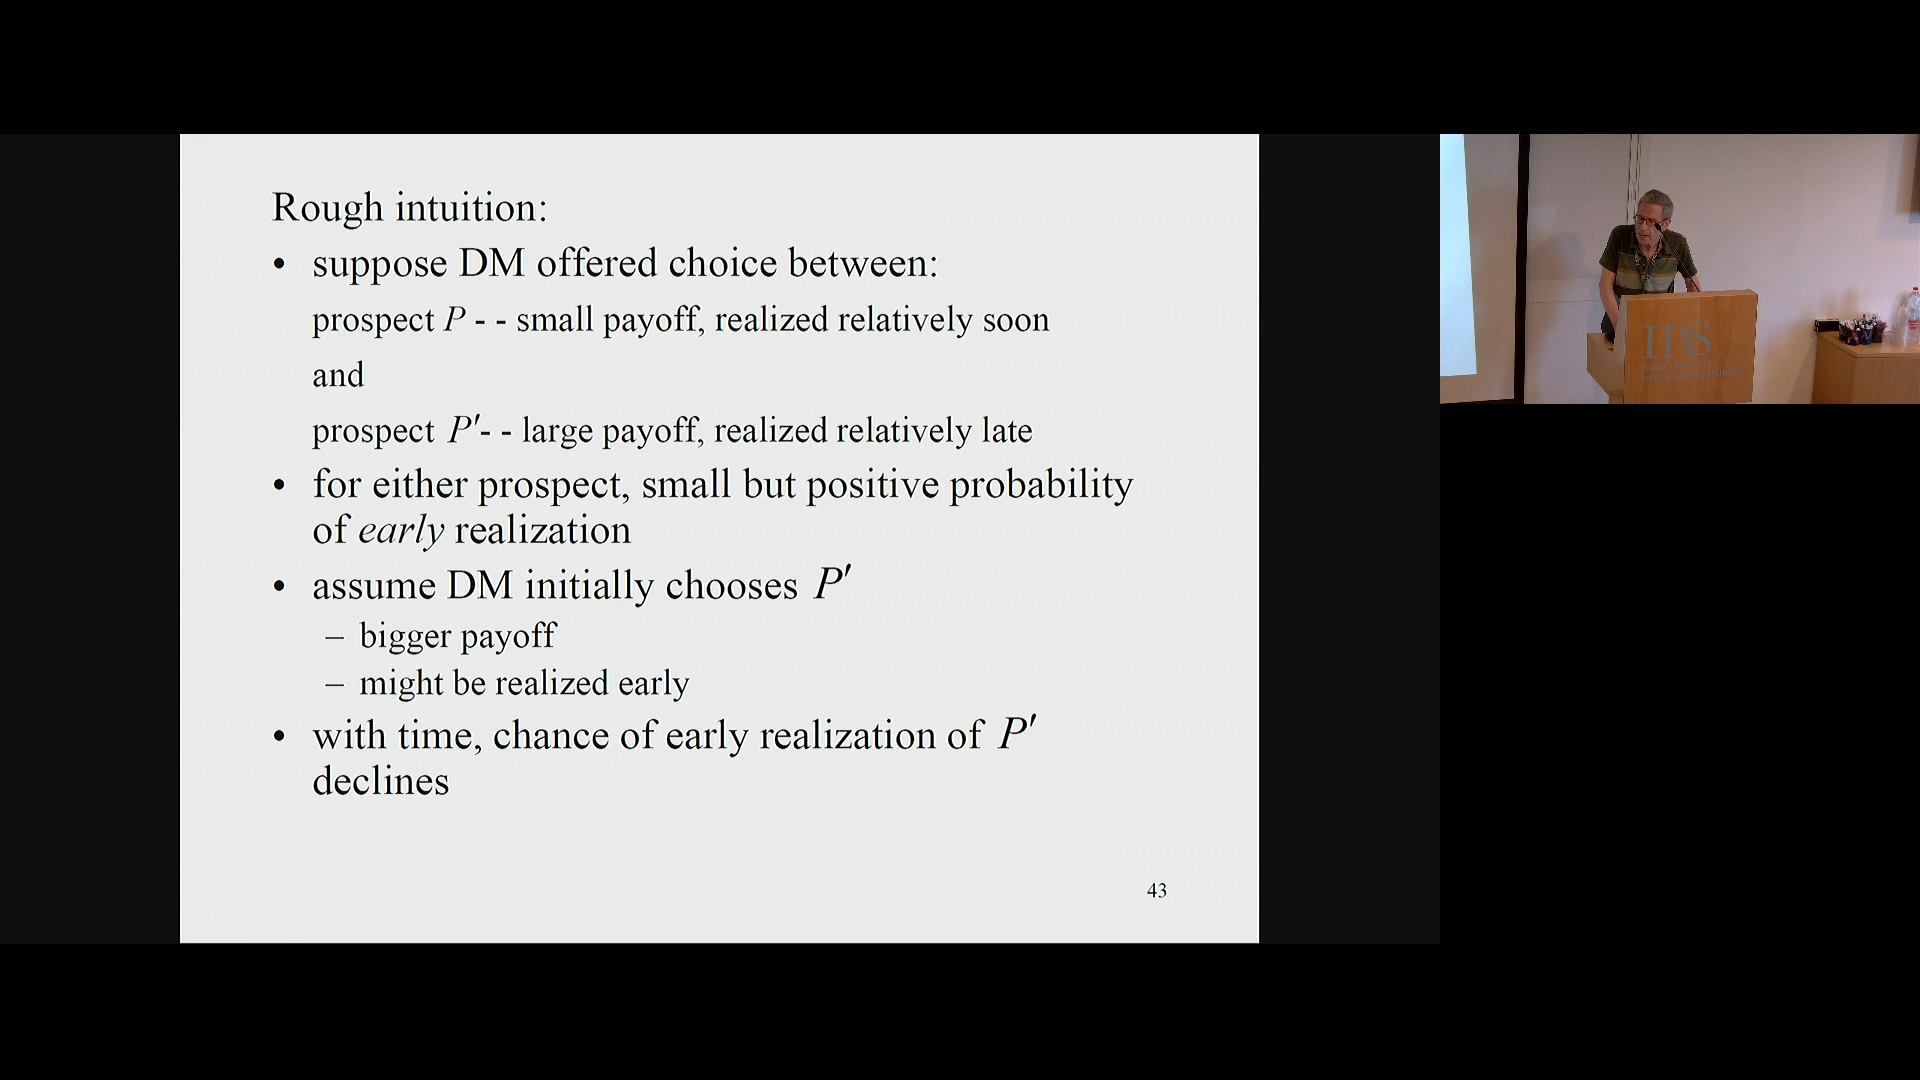 Rough intuition:
• suppose DM offered choice between:
prospect P - - small payoff, realized relatively soon
and
prospect P′- - large payoff, realized relatively late
• for either prospect, small but positive probability
of early realization
• assume DM initially chooses P′
– bigger payoff
– might be realized early
• with time, chance of early realization of P′
declines
43
IIAS